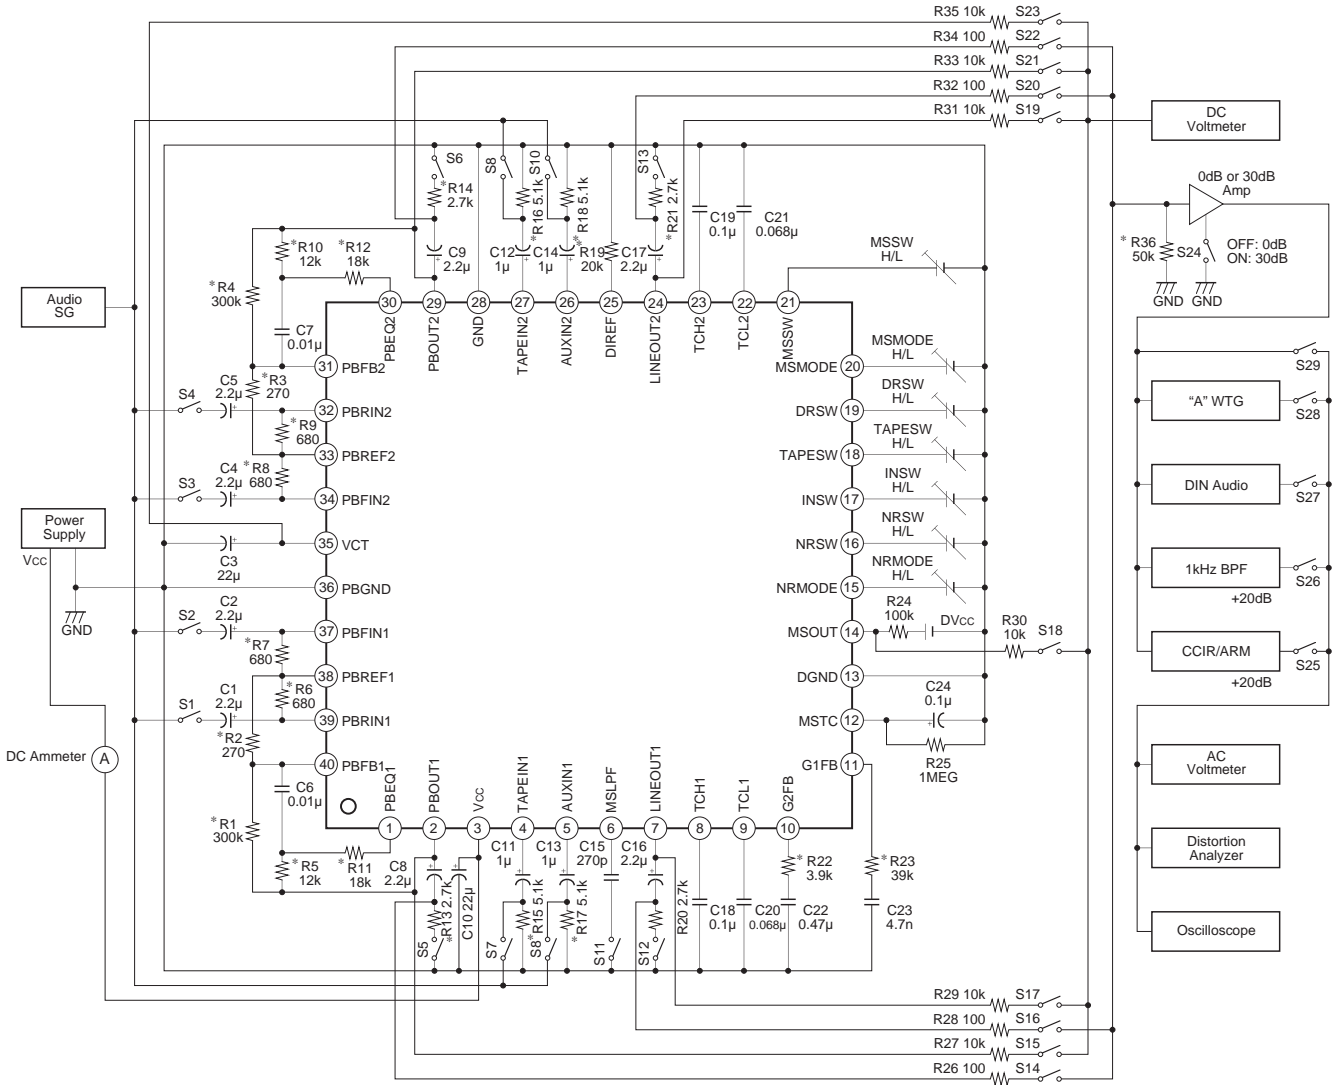 R35 10k S23
R34 100 S22
R33 10k S21
R32 100 S20
R31 10k S19
DC
Voltmeter
0dB or 30dB
Amp
*R36
50k
S24
OFF: 0dB
ON: 30dB
GND GND
S6
*R14
2.7k
S8
*R16 5.1k
S10
*R18 5.1k
S13
*R21 2.7k
C9
2.2µ
C12
1µ
C14
1µ
*R19
20k
C17
2.2µ
C19
0.1µ
C21
0.068µ
MSSW
H/L
*R10
12k
*R12
18k
*R4
300k
C7
0.01µ
Audio
SG
30 29 28 27 26 25 24 23 22 21
PBEQ2
PBOUT2
GND
TAPEIN2
AUXIN2
DIREF
LINEOUT2
TCH2
TCL2
MSSW
31 PBFB2
32 PBRIN2
33 PBREF2
34 PBFIN2
35 VCT
36 PBGND
37 PBFIN1
38 PBREF1
39 PBRIN1
40 PBFB1
S4
C5
2.2µ
*R3
270
*R9
680
S3
C4
2.2µ
*R8
680
Power
Supply
VCC
C3
22µ
GND
S2
C2
2.2µ
*R7
680
S1
C1
2.2µ
*R6
680
*R2
270
DC Ammeter A
C6
0.01µ
*R1
300k
*R5
12k
*R11
18k
MSMODE 20
MSMODE
H/L
DRSW 19
DRSW
H/L
TAPESW 18
TAPESW
H/L
INSW 17
INSW
H/L
NRSW 16
NRSW
H/L
NRMODE 15
NRMODE
H/L
MSOUT 14
R24
100k
DVCC
R30
10k
S18
DGND 13
MSTC 12
C24
0.1µ
R25
1MEG
G1FB 11
PBEQ1
PBOUT1
VCC
TAPEIN1
AUXIN1
MSLPF
LINEOUT1
TCH1
TCL1
G2FB
1 2 3 4 5 6 7 8 9 10
C8
2.2µ
C11
1µ
C13
1µ
C15
270p
C16
2.2µ
*R22
3.9k
*R23
39k
S5
*R13 2.7k
C10 22µ
S7
*R15 5.1k
S8
*R17 5.1k
S11
S12
R20 2.7k
C18
0.1µ
C20
0.068µ
C22
0.47µ
C23
4.7n
R29 10k S17
R28 100 S16
R27 10k S15
R26 100 S14
S29
“A” WTG
S28
DIN Audio
S27
1kHz BPF
S26
+20dB
CCIR/ARM
S25
+20dB
AC
Voltmeter
Distortion
Analyzer
Oscilloscope